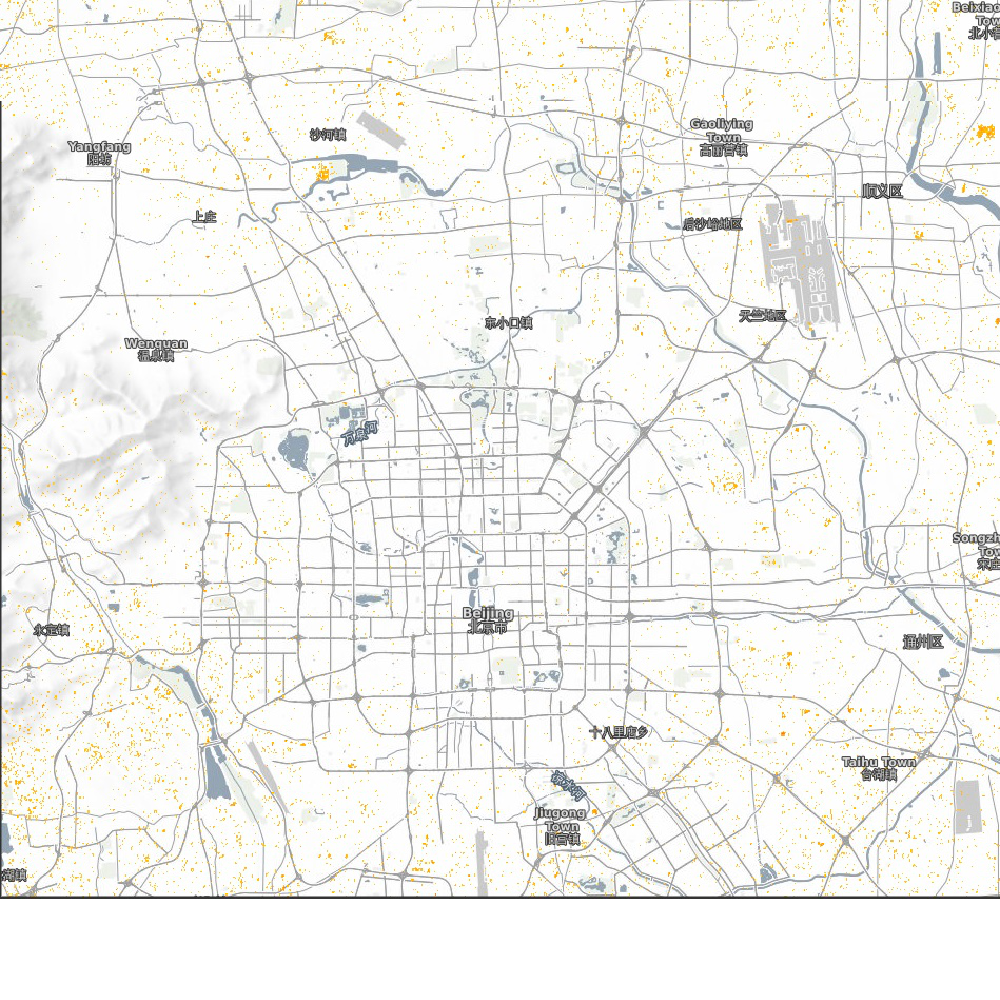 Beixiao
Tow
北小营
Gaoliying
Town
高丽营镇
沙河镇
Yangfang
阳坊
顺义区
上庄
后沙峪地区
天竺地区
东小口镇
Wenquan
温泉镇
万泉河
Songzh
Tow
宋庄
Beijing
北京市
永定镇
通州区
十八里店乡
Taihu Town
台湖镇
凉水河
Jiugong
Town
旧宫镇